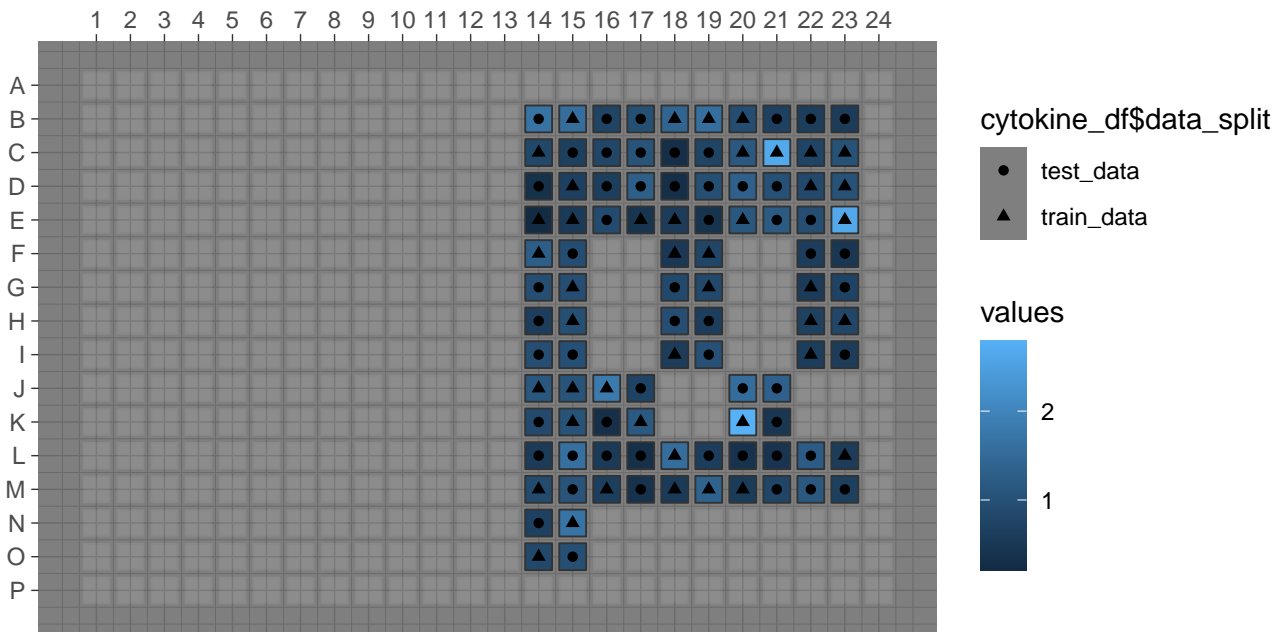 1 2 3 4 5 6 7 8 9 10 11 12 13 14 15 16 17 18 19 20 21 22 23 24
A
B
C
D
E
F
G
H
I
J
K
L
M
N
O
P
cytokine_df$data_split
test_data
train_data
values
2
1